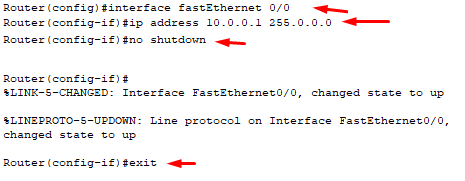 Router(config)#interface fastEthernet 0/0
Router(config-if)#ip address 10.0.0.1 255.0.0.0
Router(config-if)#no shutdown
Router(config-if)#
%LINK-5-CHANGED: Interface FastEthernet0/0, changed state to up
%LINEPROTO-5-UPDOWN: Line protocol on Interface FastEthernet0/0,
changed state to up
Router(config-if)#exit